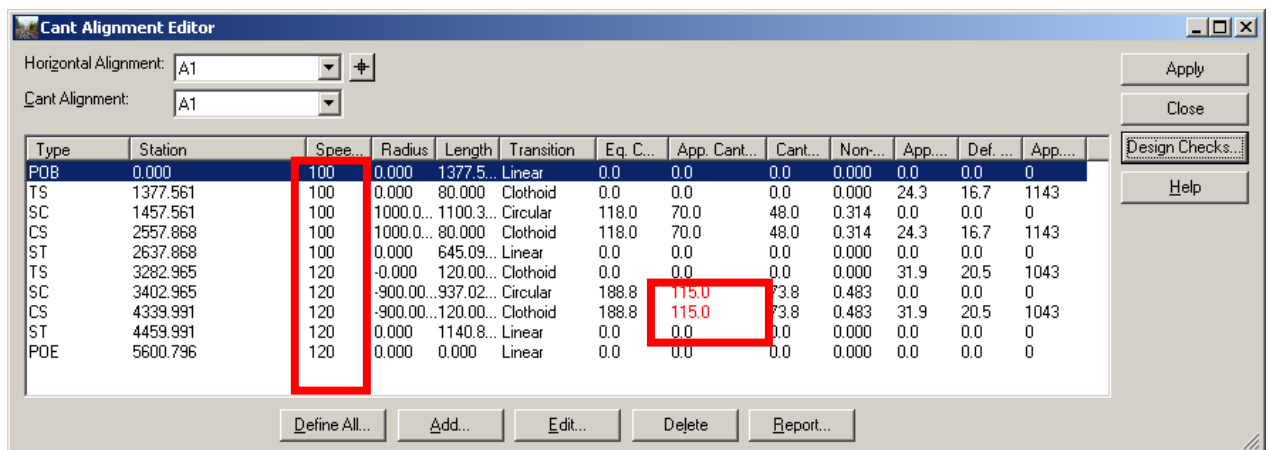 Cant Alignment Editor
Horizontal Alignment: A1
Apply
Cant Alignment: A1
Close
Type Station Spee... Radius Length Transition Eq. C... App. Cant... Cant... Non-... App.... Def. ... App....
Design Checks...
POB 0.000 100 0.000 1377.5... Linear 0.0 0.0 0.0 0.000 0.0 0.0 0
TS 1377.561 100 0.000 80.000 Clothoid 0.0 0.0 0.0 0.000 24.3 16.7 1143
Help
SC 1457.561 100 1000.0... 1100.3... Circular 118.0 70.0 48.0 0.314 0.0 0.0 0
CS 2557.868 100 1000.0... 80.000 Clothoid 118.0 70.0 48.0 0.314 24.3 16.7 1143
ST 2637.868 100 0.000 645.09... Linear 0.0 0.0 0.0 0.000 0.0 0.0 0
TS 3282.965 120 -0.000 120.00... Clothoid 0.0 0.0 0.0 0.000 31.9 20.5 1043
SC 3402.965 120 -900.00... 937.02... Circular 188.8 115.0 73.8 0.483 0.0 0.0 0
CS 4339.991 120 -900.00... 120.00... Clothoid 188.8 115.0 73.8 0.483 31.9 20.5 1043
ST 4459.991 120 0.000 1140.8... Linear 0.0 0.0 0.0 0.000 0.0 0.0 0
POE 5600.796 120 0.000 0.000 Linear 0.0 0.0 0.0 0.000 0.0 0.0 0
Define All... Add... Edit... Delete Report...